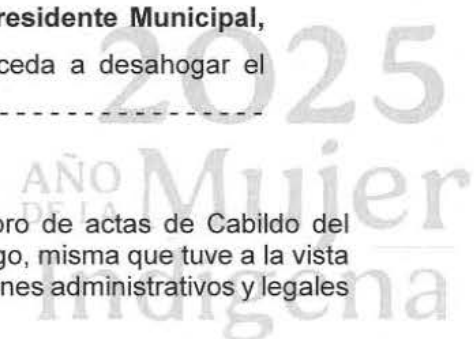 residente Municipal,
ceda a desahogar el
- - - - - - - - - - - - - - - - -
2025
AÑO
DE LA
Mujer
Indígena
bro de actas de Cabildo del
go, misma que tuve a la vista
nes administrativos y legales